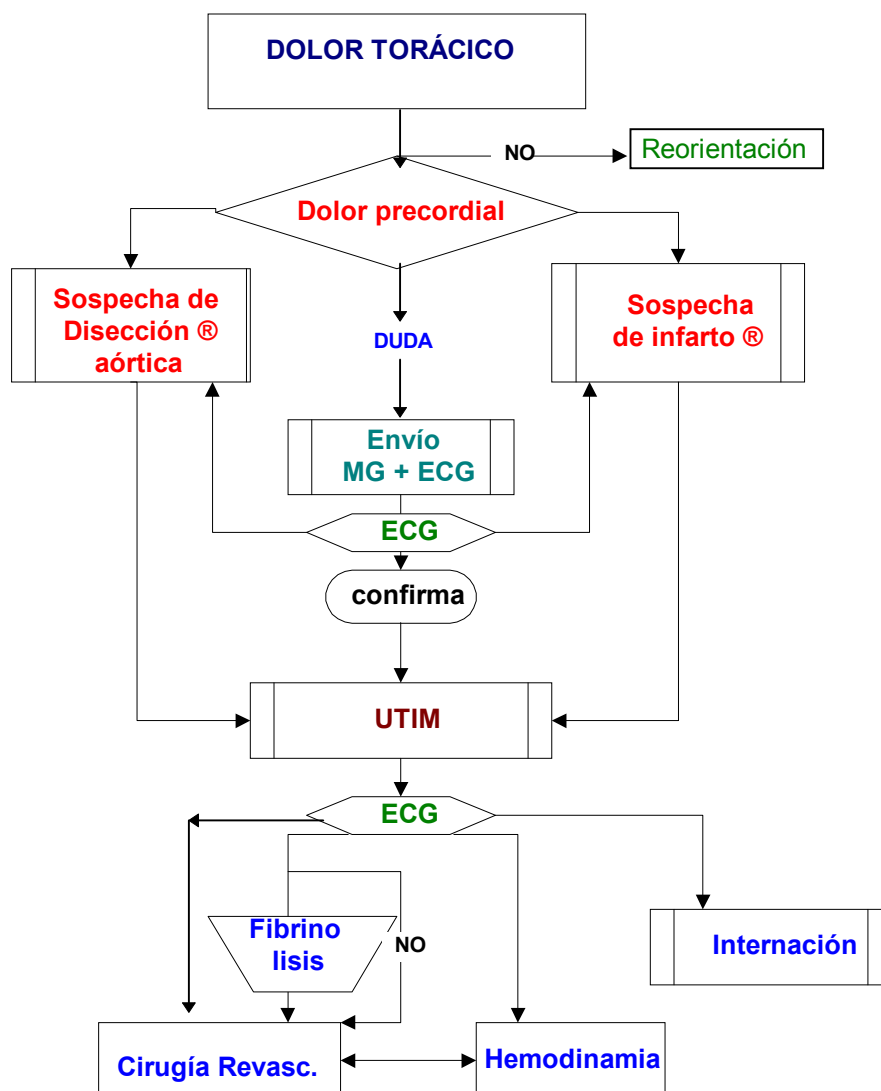 DOLOR TORÁCICO
NO
Reorientación
Dolor precordial
Sospecha de
Disección ®
aórtica
Sospecha
de infarto ®
DUDA
Envío
MG + ECG
ECG
confirma
UTIM
ECG
Fibrino
lisis
NO
Internación
Cirugía Revasc.
Hemodinamia